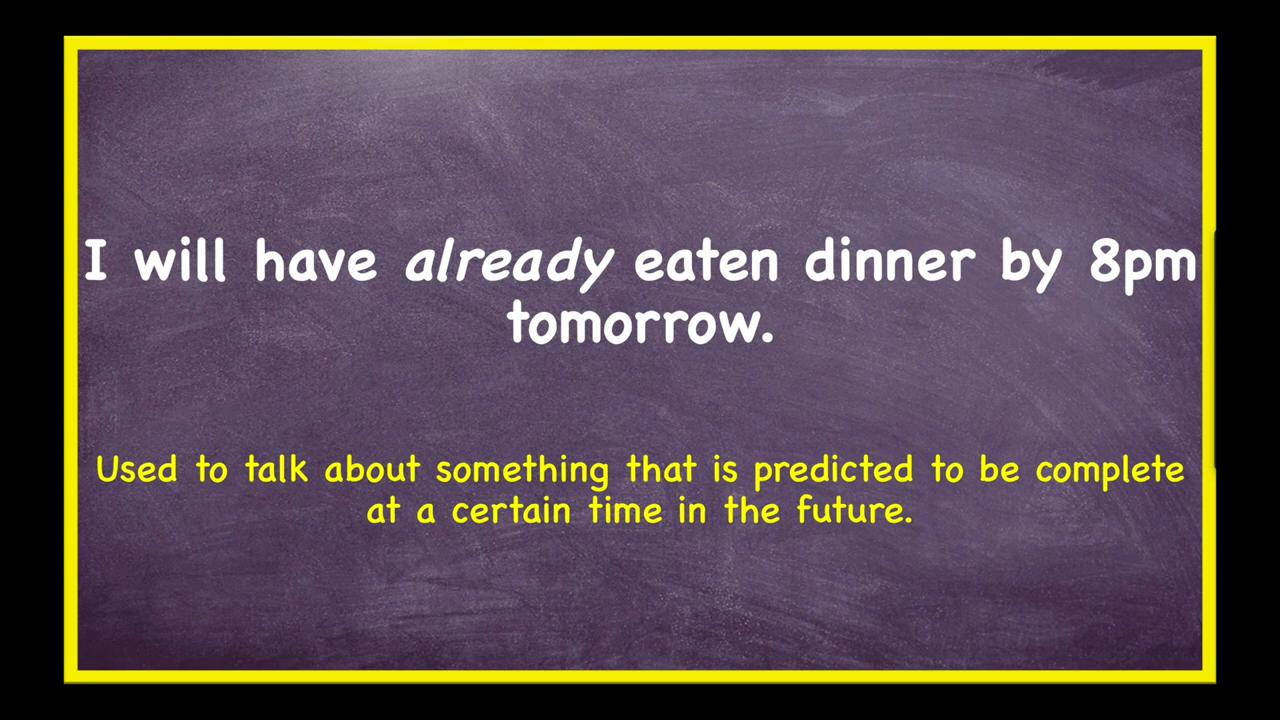 I will have already eaten dinner by 8pm
tomorrow.
Used to talk about something that is predicted to be complete
at a certain time in the future.